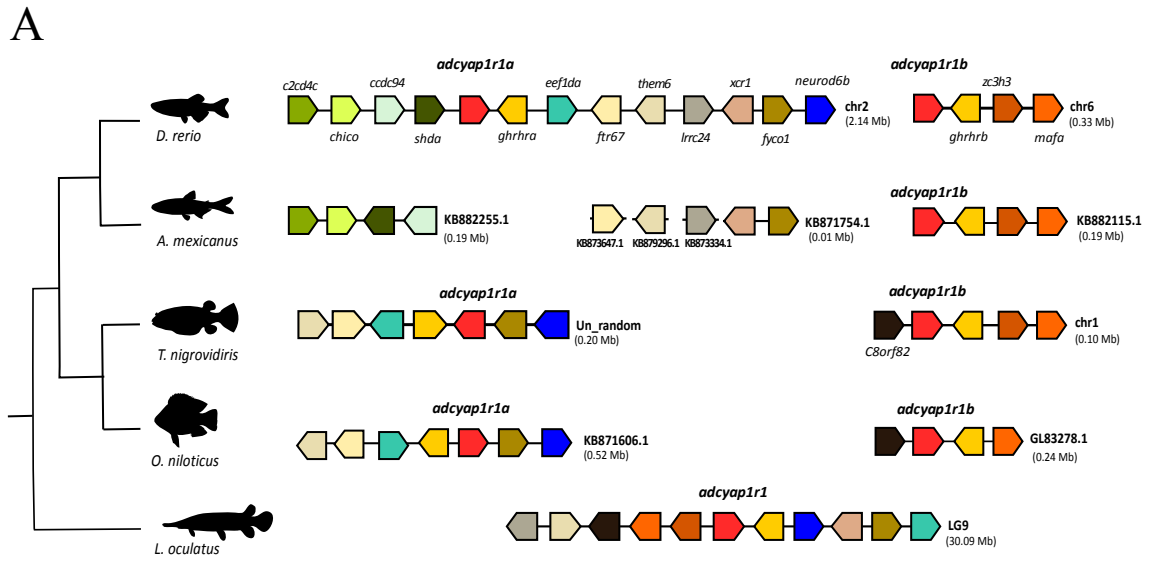 A
adcyap1r1a
adcyap1r1b
c2cd4c
ccdc94
eef1da
them6
xcr1
neurod6b
zc3h3
chr2
(2.14 Mb)
chr6
(0.33 Mb)
D. rerio
chico
shda
ghrhra
ftr67
lrrc24
fyco1
ghrhrb
mafa
adcyap1r1b
KB882255.1
(0.19 Mb)
KB873647.1
KB879296.1
KB873334.1
KB871754.1
(0.01 Mb)
KB882115.1
(0.19 Mb)
A. mexicanus
adcyap1r1a
adcyap1r1b
Un_random
(0.20 Mb)
chr1
(0.10 Mb)
T. nigrovidiris
C8orf82
adcyap1r1a
adcyap1r1b
KB871606.1
(0.52 Mb)
GL83278.1
(0.24 Mb)
O. niloticus
adcyap1r1
LG9
(30.09 Mb)
L. oculatus